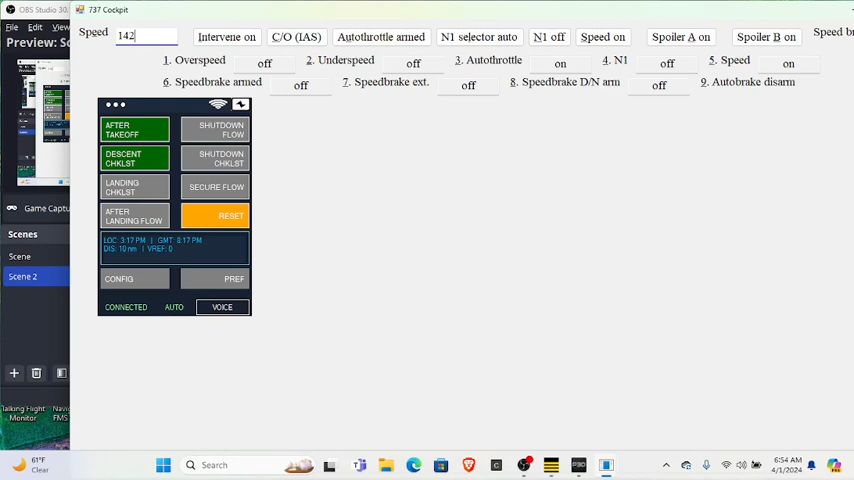 OBS Studio 30.
737 Cockpit
File Edit View
Preview: Sc
Speed 142 Intervene on C/O (IAS) Autothrottle armed N1 selector auto N1 off Speed on Spoiler A on Spoiler B on Speed br
1. Overspeed off 2. Underspeed off 3. Autothrottle on 4. N1 off 5. Speed on
6. Speedbrake armed off 7. Speedbrake ext. off 8. Speedbrake D/N arm off 9. Autobrake disarm
AFTER TAKEOFF
SHUTDOWN FLOW
DESCENT CHKLST
SHUTDOWN CHKLST
LANDING CHKLST
SECURE FLOW
AFTER LANDING FLOW
RESET
LOC: 3:17 PM | GMT: 8:17 PM
DIS: 10 nm | VREF: 0
CONFIG PREF
CONNECTED AUTO VOICE
Game Captu
Scenes
Scene
Scene 2
Talking Flight Monitor
Navi
FMS
61°F
Clear
Search
P3D
6:54 AM
4/1/2024